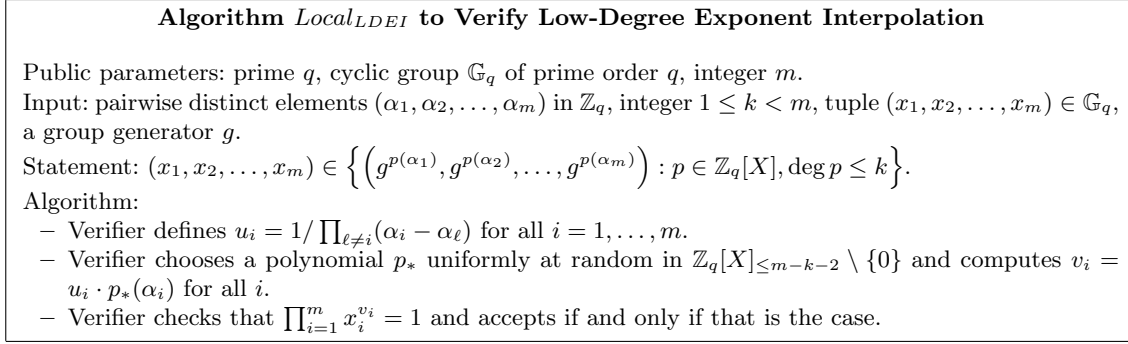 Algorithm Local_{LDEI} to Verify Low-Degree Exponent Interpolation
Public parameters: prime q, cyclic group 𝔾_q of prime order q, integer m.
Input: pairwise distinct elements (α_1, α_2, . . . , α_m) in ℤ_q, integer 1 ≤ k < m, tuple (x_1, x_2, . . . , x_m) ∈ 𝔾_q,
a group generator g.
Statement: (x_1, x_2, . . . , x_m) ∈ { ( g^{p(α_1)}, g^{p(α_2)}, . . . , g^{p(α_m)} ) : p ∈ ℤ_q[X], deg p ≤ k }.
Algorithm:
– Verifier defines u_i = 1/ ∏_{ℓ≠i}(α_i − α_ℓ) for all i = 1, . . . , m.
– Verifier chooses a polynomial p_* uniformly at random in ℤ_q[X]_{≤m−k−2} \ {0} and computes v_i =
u_i · p_*(α_i) for all i.
– Verifier checks that ∏_{i=1}^{m} x_i^{v_i} = 1 and accepts if and only if that is the case.